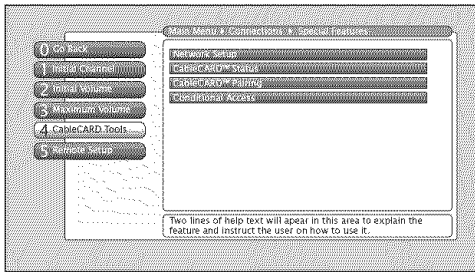 Main Menu ▸ Connections ▸ Special Features
0 Go Back
1 Initial Channel
2 Initial Volume
3 Maximum Volume
4 CableCARD Tools
5 Remote Setup
Network Setup
CableCARD™ Status
CableCARD™ Pairing
Conditional Access
Two lines of help text will apear in this area to explain the
feature and instruct the user on how to use it.